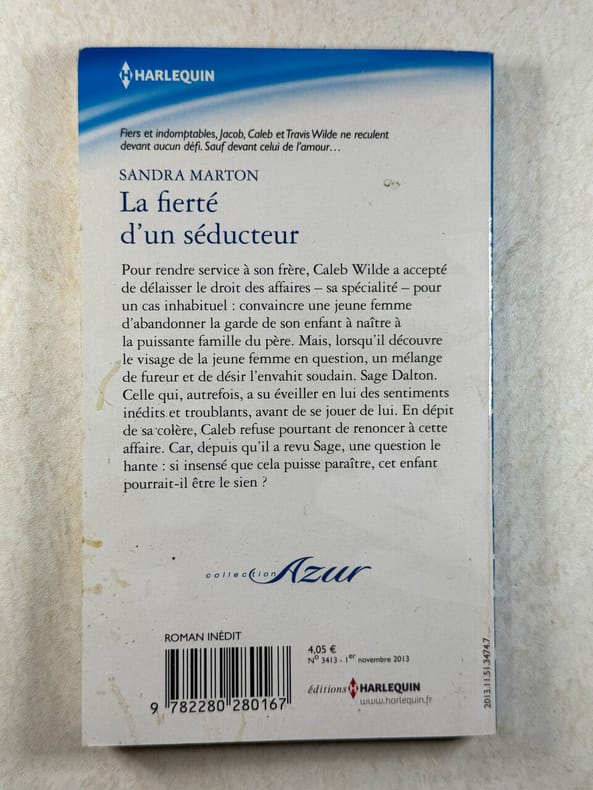 HARLEQUIN
Fiers et indomptables, Jacob, Caleb et Travis Wilde ne reculent
devant aucun défi. Sauf devant celui de l'amour…
SANDRA MARTON
La fierté
d'un séducteur
Pour rendre service à son frère, Caleb Wilde a accepté
de délaisser le droit des affaires – sa spécialité – pour
un cas inhabituel : convaincre une jeune femme
d'abandonner la garde de son enfant à naître à
la puissante famille du père. Mais, lorsqu'il découvre
le visage de la jeune femme en question, un mélange
de fureur et de désir l'envahit soudain. Sage Dalton.
Celle qui, autrefois, a su éveiller en lui des sentiments
inédits et troublants, avant de se jouer de lui. En dépit
de sa colère, Caleb refuse pourtant de renoncer à cette
affaire. Car, depuis qu'il a revu Sage, une question le
hante : si insensé que cela puisse paraître, cet enfant
pourrait-il être le sien ?
collection Azur
ROMAN INÉDIT
4,05 €
N° 3413 - 1er novembre 2013
éditions HARLEQUIN
www.harlequin.fr
9 782280 280167
2013.11.51.3474.7